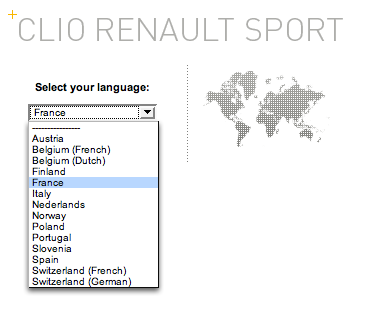 CLIO RENAULT SPORT
Select your language:
France
----------------
Austria
Belgium (French)
Belgium (Dutch)
Finland
France
Italy
Nederlands
Norway
Poland
Portugal
Slovenia
Spain
Switzerland (French)
Switzerland (German)